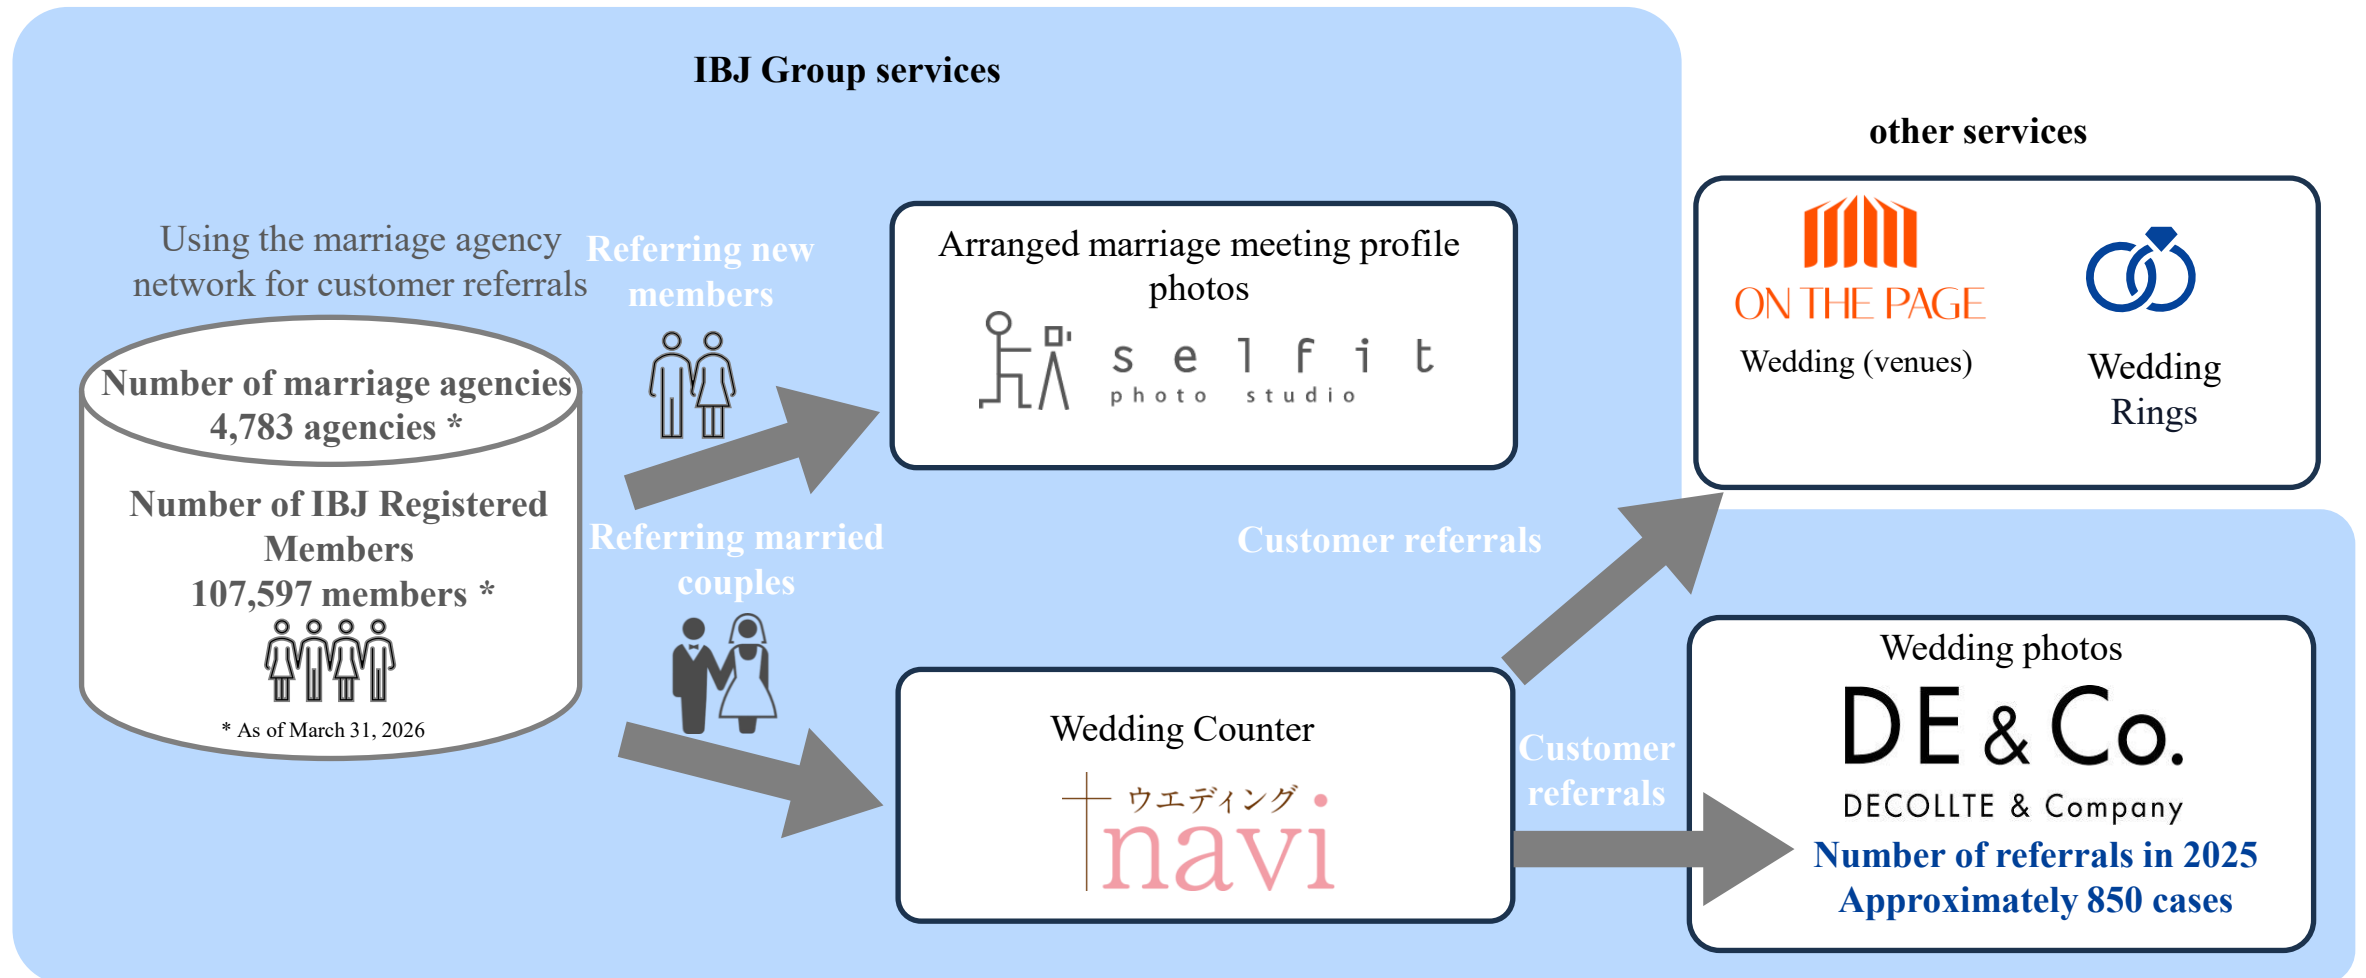 IBJ Group services
other services
Using the marriage agency
network for customer referrals
Number of marriage agencies
4,783 agencies *
Number of IBJ Registered
Members
107,597 members *
* As of March 31, 2026
Referring new
members
Referring married
couples
Arranged marriage meeting profile
photos
selfit
photo studio
Wedding Counter
ウエディング
navi
Customer referrals
Customer
referrals
ON THE PAGE
Wedding (venues)
Wedding
Rings
Wedding photos
DE & Co.
DECOLLTE & Company
Number of referrals in 2025
Approximately 850 cases